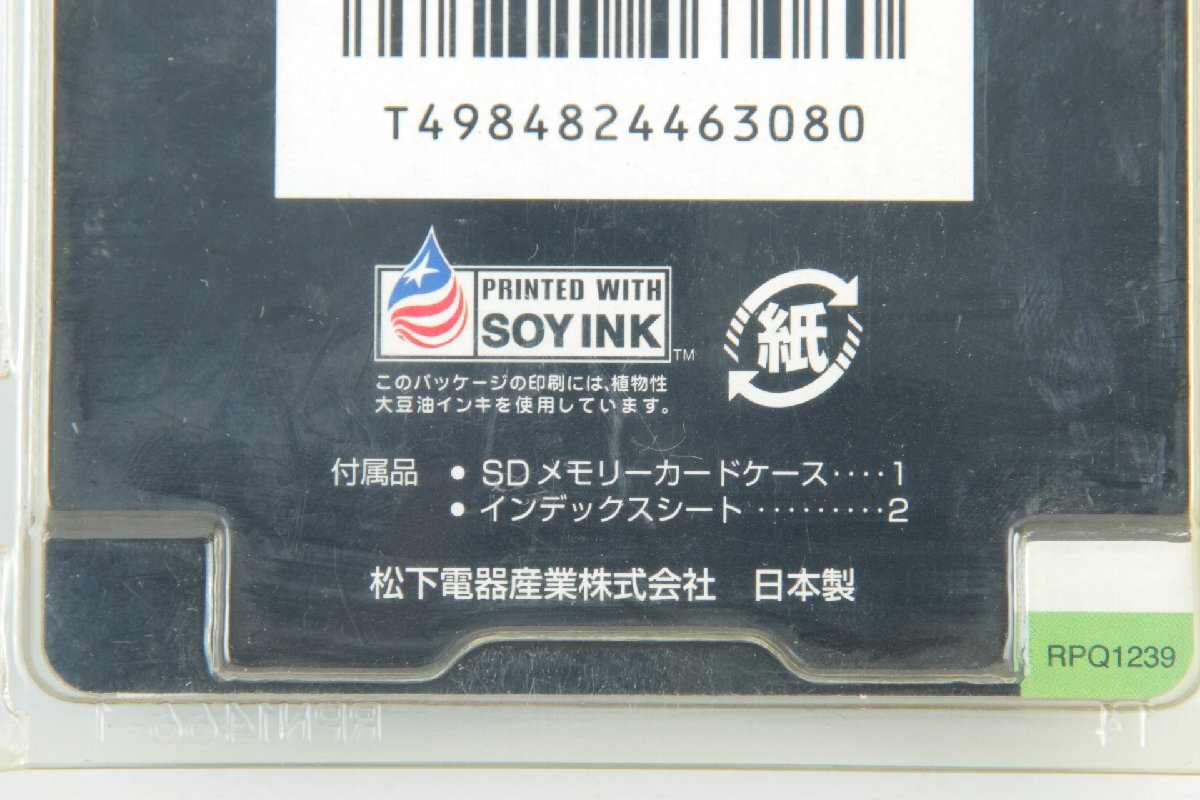 T4984824463080
PRINTED WITH
SOY INK
TM
このパッケージの印刷には、植物性
大豆油インキを使用しています。
紙
付属品 • SDメモリーカードケース‥‥1
• インデックスシート ·········2
松下電器産業株式会社 日本製
RPQ1239
RPN1466-1
14